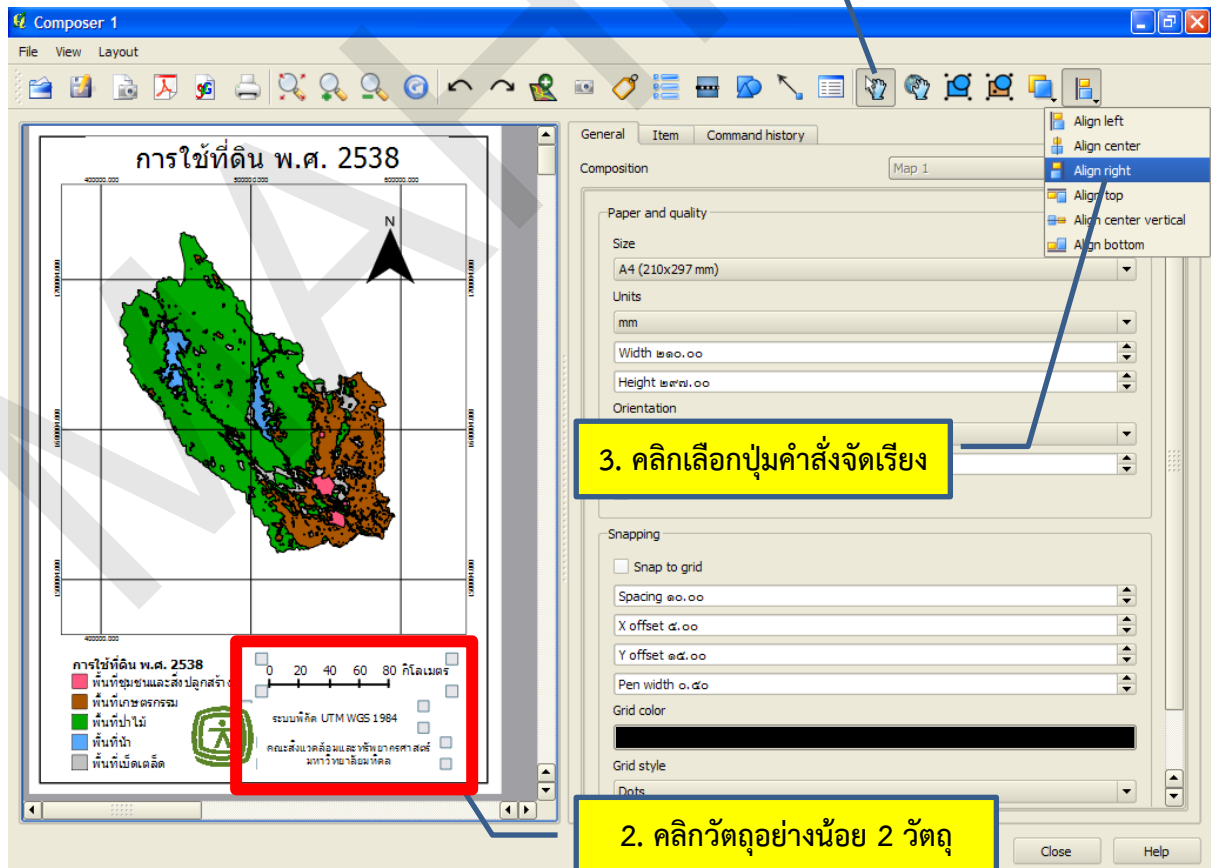 Composer 1
File View Layout
Align left
Align center
Align right
Align top
Align center vertical
Align bottom
General Item Command history
Composition Map 1
Paper and quality
Size
A4 (210x297 mm)
Units
mm
Width ๒๑๐.๐๐
Height ๒๙๗.๐๐
Orientation
3. คลิกเลือกปุ่มคำสั่งจัดเรียง
Snapping
Snap to grid
Spacing ๑๐.๐๐
X offset ๕.๐๐
Y offset ๑๕.๐๐
Pen width ๐.๕๐
Grid color
Grid style
Dots
2. คลิกวัตถุอย่างน้อย 2 วัตถุ
Close Help
การใช้ที่ดิน พ.ศ. 2538
400000.000 500000.000 600000.000
N
400000.000
การใช้ที่ดิน พ.ศ. 2538
พื้นที่ชุมชนและสิ่งปลูกสร้าง
พื้นที่เกษตรกรรม
พื้นที่ป่าไม้
พื้นที่น้ำ
พื้นที่เบ็ดเตล็ด
0 20 40 60 80 กิโลเมตร
ระบบพิกัด UTM WGS 1984
คณะสิ่งแวดล้อมและทรัพยากรศาสตร์
มหาวิทยาลัยมหิดล